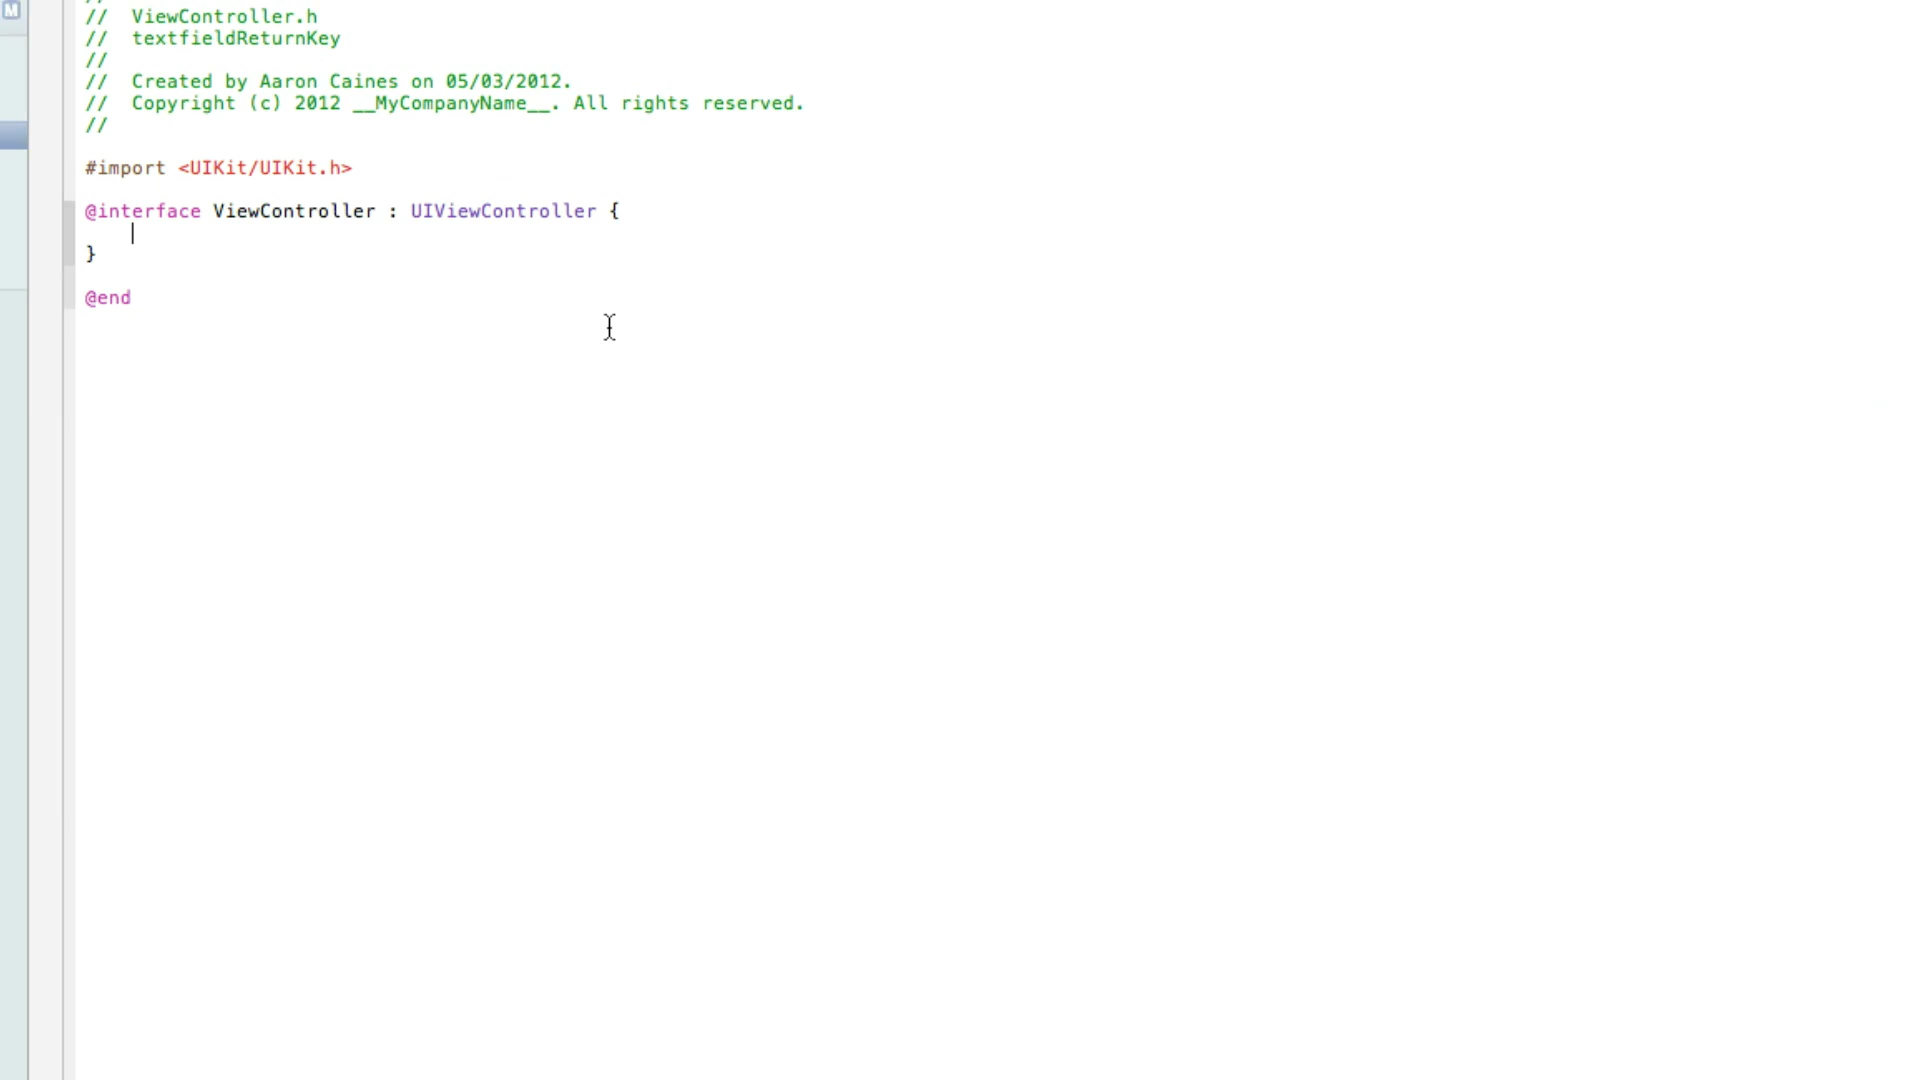 M
// ViewController.h
// textfieldReturnKey
//
// Created by Aaron Caines on 05/03/2012.
// Copyright (c) 2012 __MyCompanyName__. All rights reserved.
//
#import <UIKit/UIKit.h>
@interface ViewController : UIViewController {
}
@end